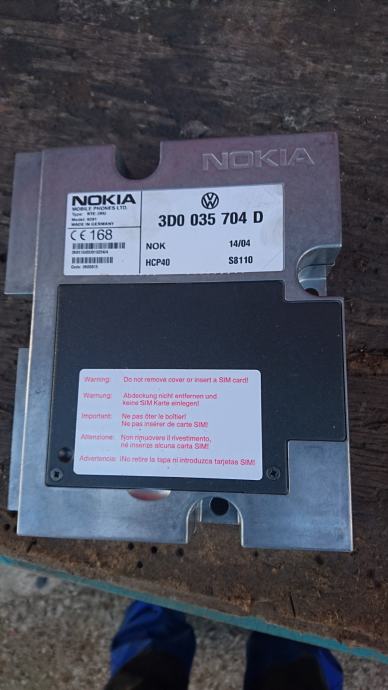 NOKIA
NOKIA
MOBILE PHONES LTD.
MADE IN GERMANY
CE 168
VW
3D0 035 704 D
NOK 14/04
HCP40 S8110
Warning: Do not remove cover or insert a SIM card!
Warnung: Abdeckung nicht entfernen und
keine SIM Karte einlegen!
Important: Ne pas ôter le boîtier!
Ne pas insérer de carte SIM!
Attenzione: Non rimuovere il rivestimento,
né inserire alcuna carta SIM!
Advertencia: ¡No retire la tapa ni introduzca tarjetas SIM!